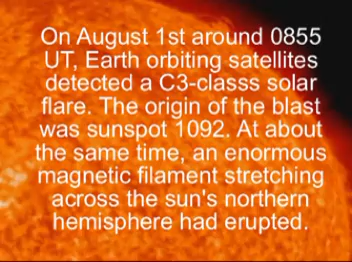 On August 1st around 0855
UT, Earth orbiting satellites
detected a C3-classs solar
flare. The origin of the blast
was sunspot 1092. At about
the same time, an enormous
magnetic filament stretching
across the sun's northern
hemisphere had erupted.